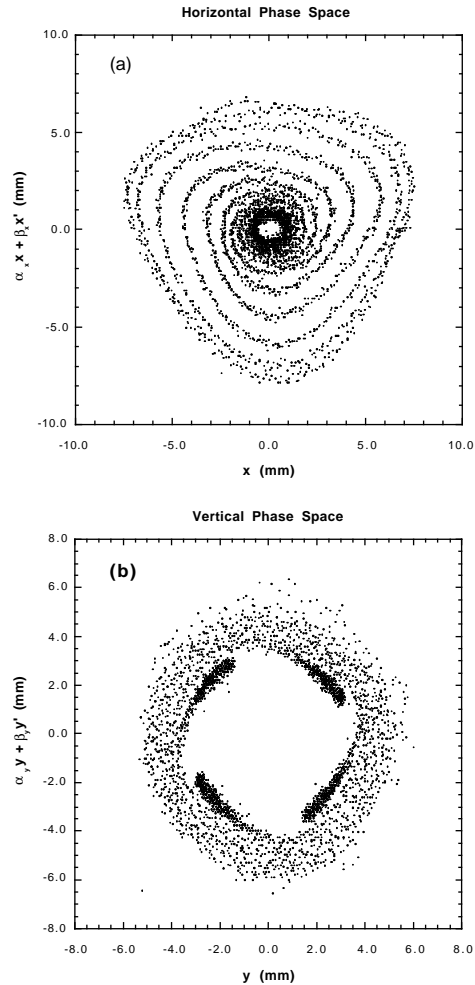 Horizontal Phase Space
(a)
α x x + β x x' (mm)
10.0
5.0
0.0
-5.0
-10.0
-10.0 -5.0 0.0 5.0 10.0
x (mm)
Vertical Phase Space
(b)
α y y + β y y' (mm)
8.0
6.0
4.0
2.0
0.0
-2.0
-4.0
-6.0
-8.0
-8.0 -6.0 -4.0 -2.0 0.0 2.0 4.0 6.0 8.0
y (mm)